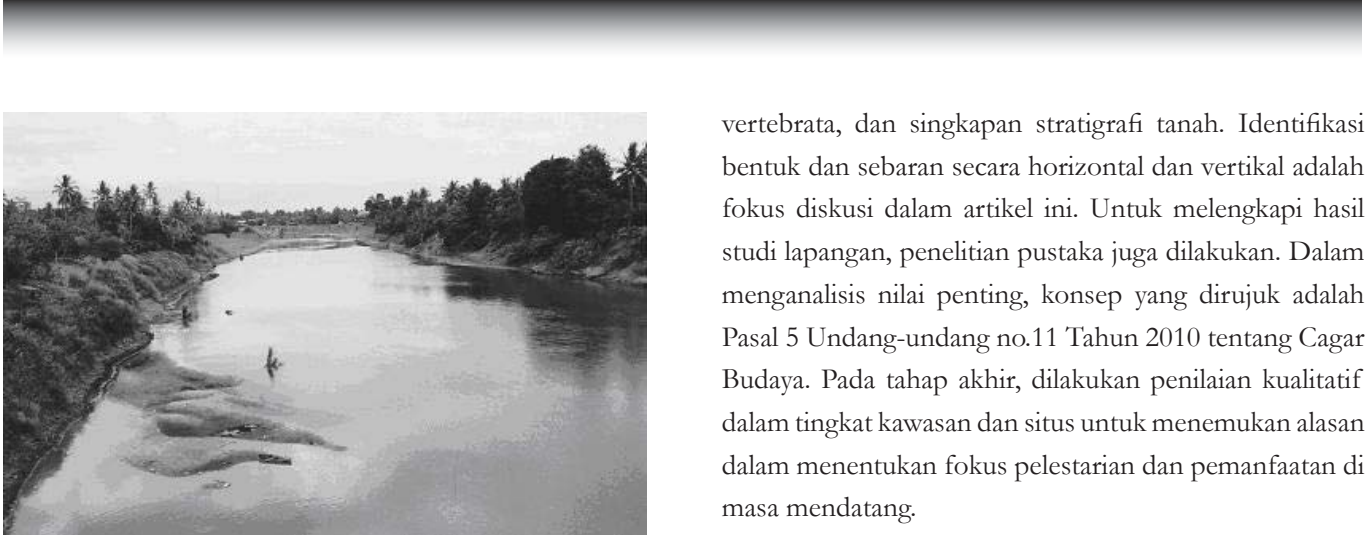 vertebrata, dan singkapan stratigrafi tanah. Identifikasi
bentuk dan sebaran secara horizontal dan vertikal adalah
fokus diskusi dalam artikel ini. Untuk melengkapi hasil
studi lapangan, penelitian pustaka juga dilakukan. Dalam
menganalisis nilai penting, konsep yang dirujuk adalah
Pasal 5 Undang-undang no.11 Tahun 2010 tentang Cagar
Budaya. Pada tahap akhir, dilakukan penilaian kualitatif
dalam tingkat kawasan dan situs untuk menemukan alasan
dalam menentukan fokus pelestarian dan pemanfaatan di
masa mendatang.